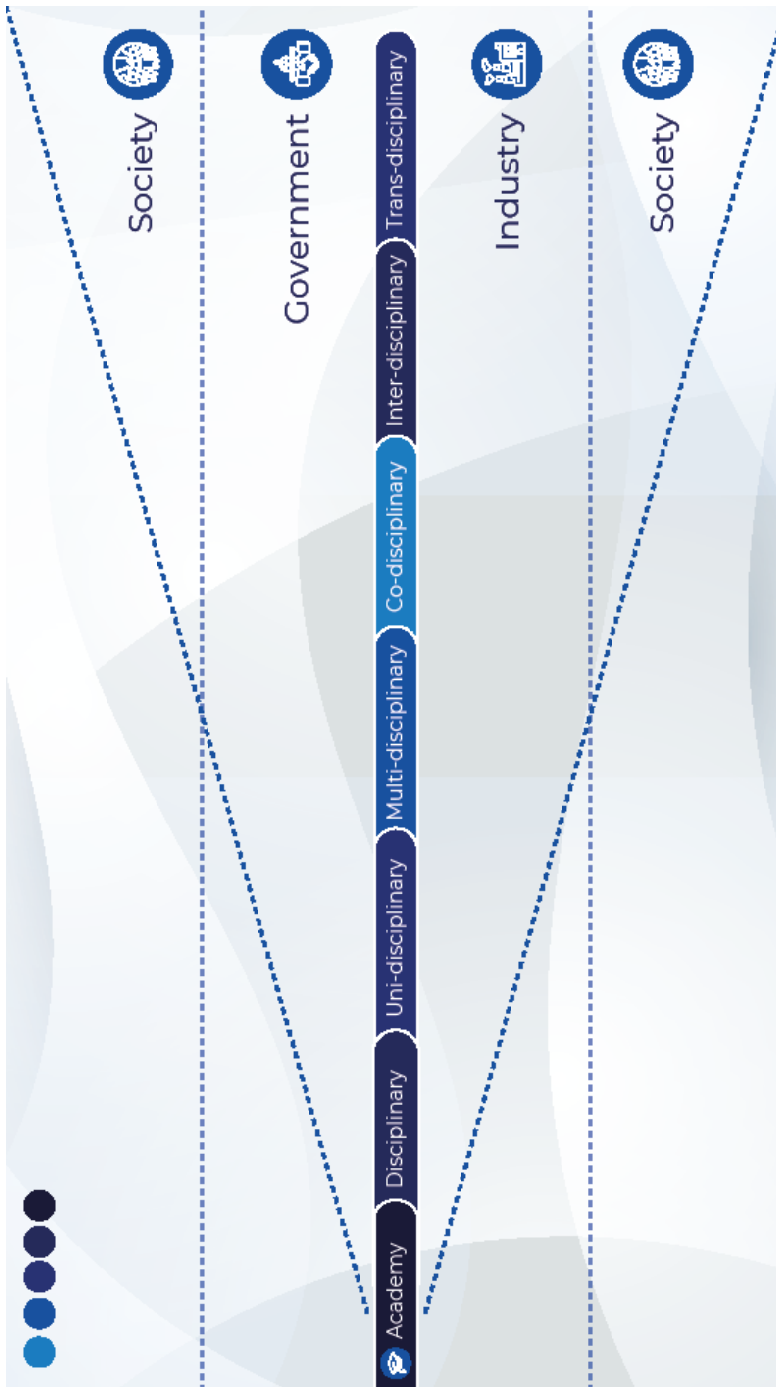 Society
Government
Academy
Disciplinary
Uni-disciplinary
Multi-disciplinary
Co-disciplinary
Inter-disciplinary
Trans-disciplinary
Industry
Society